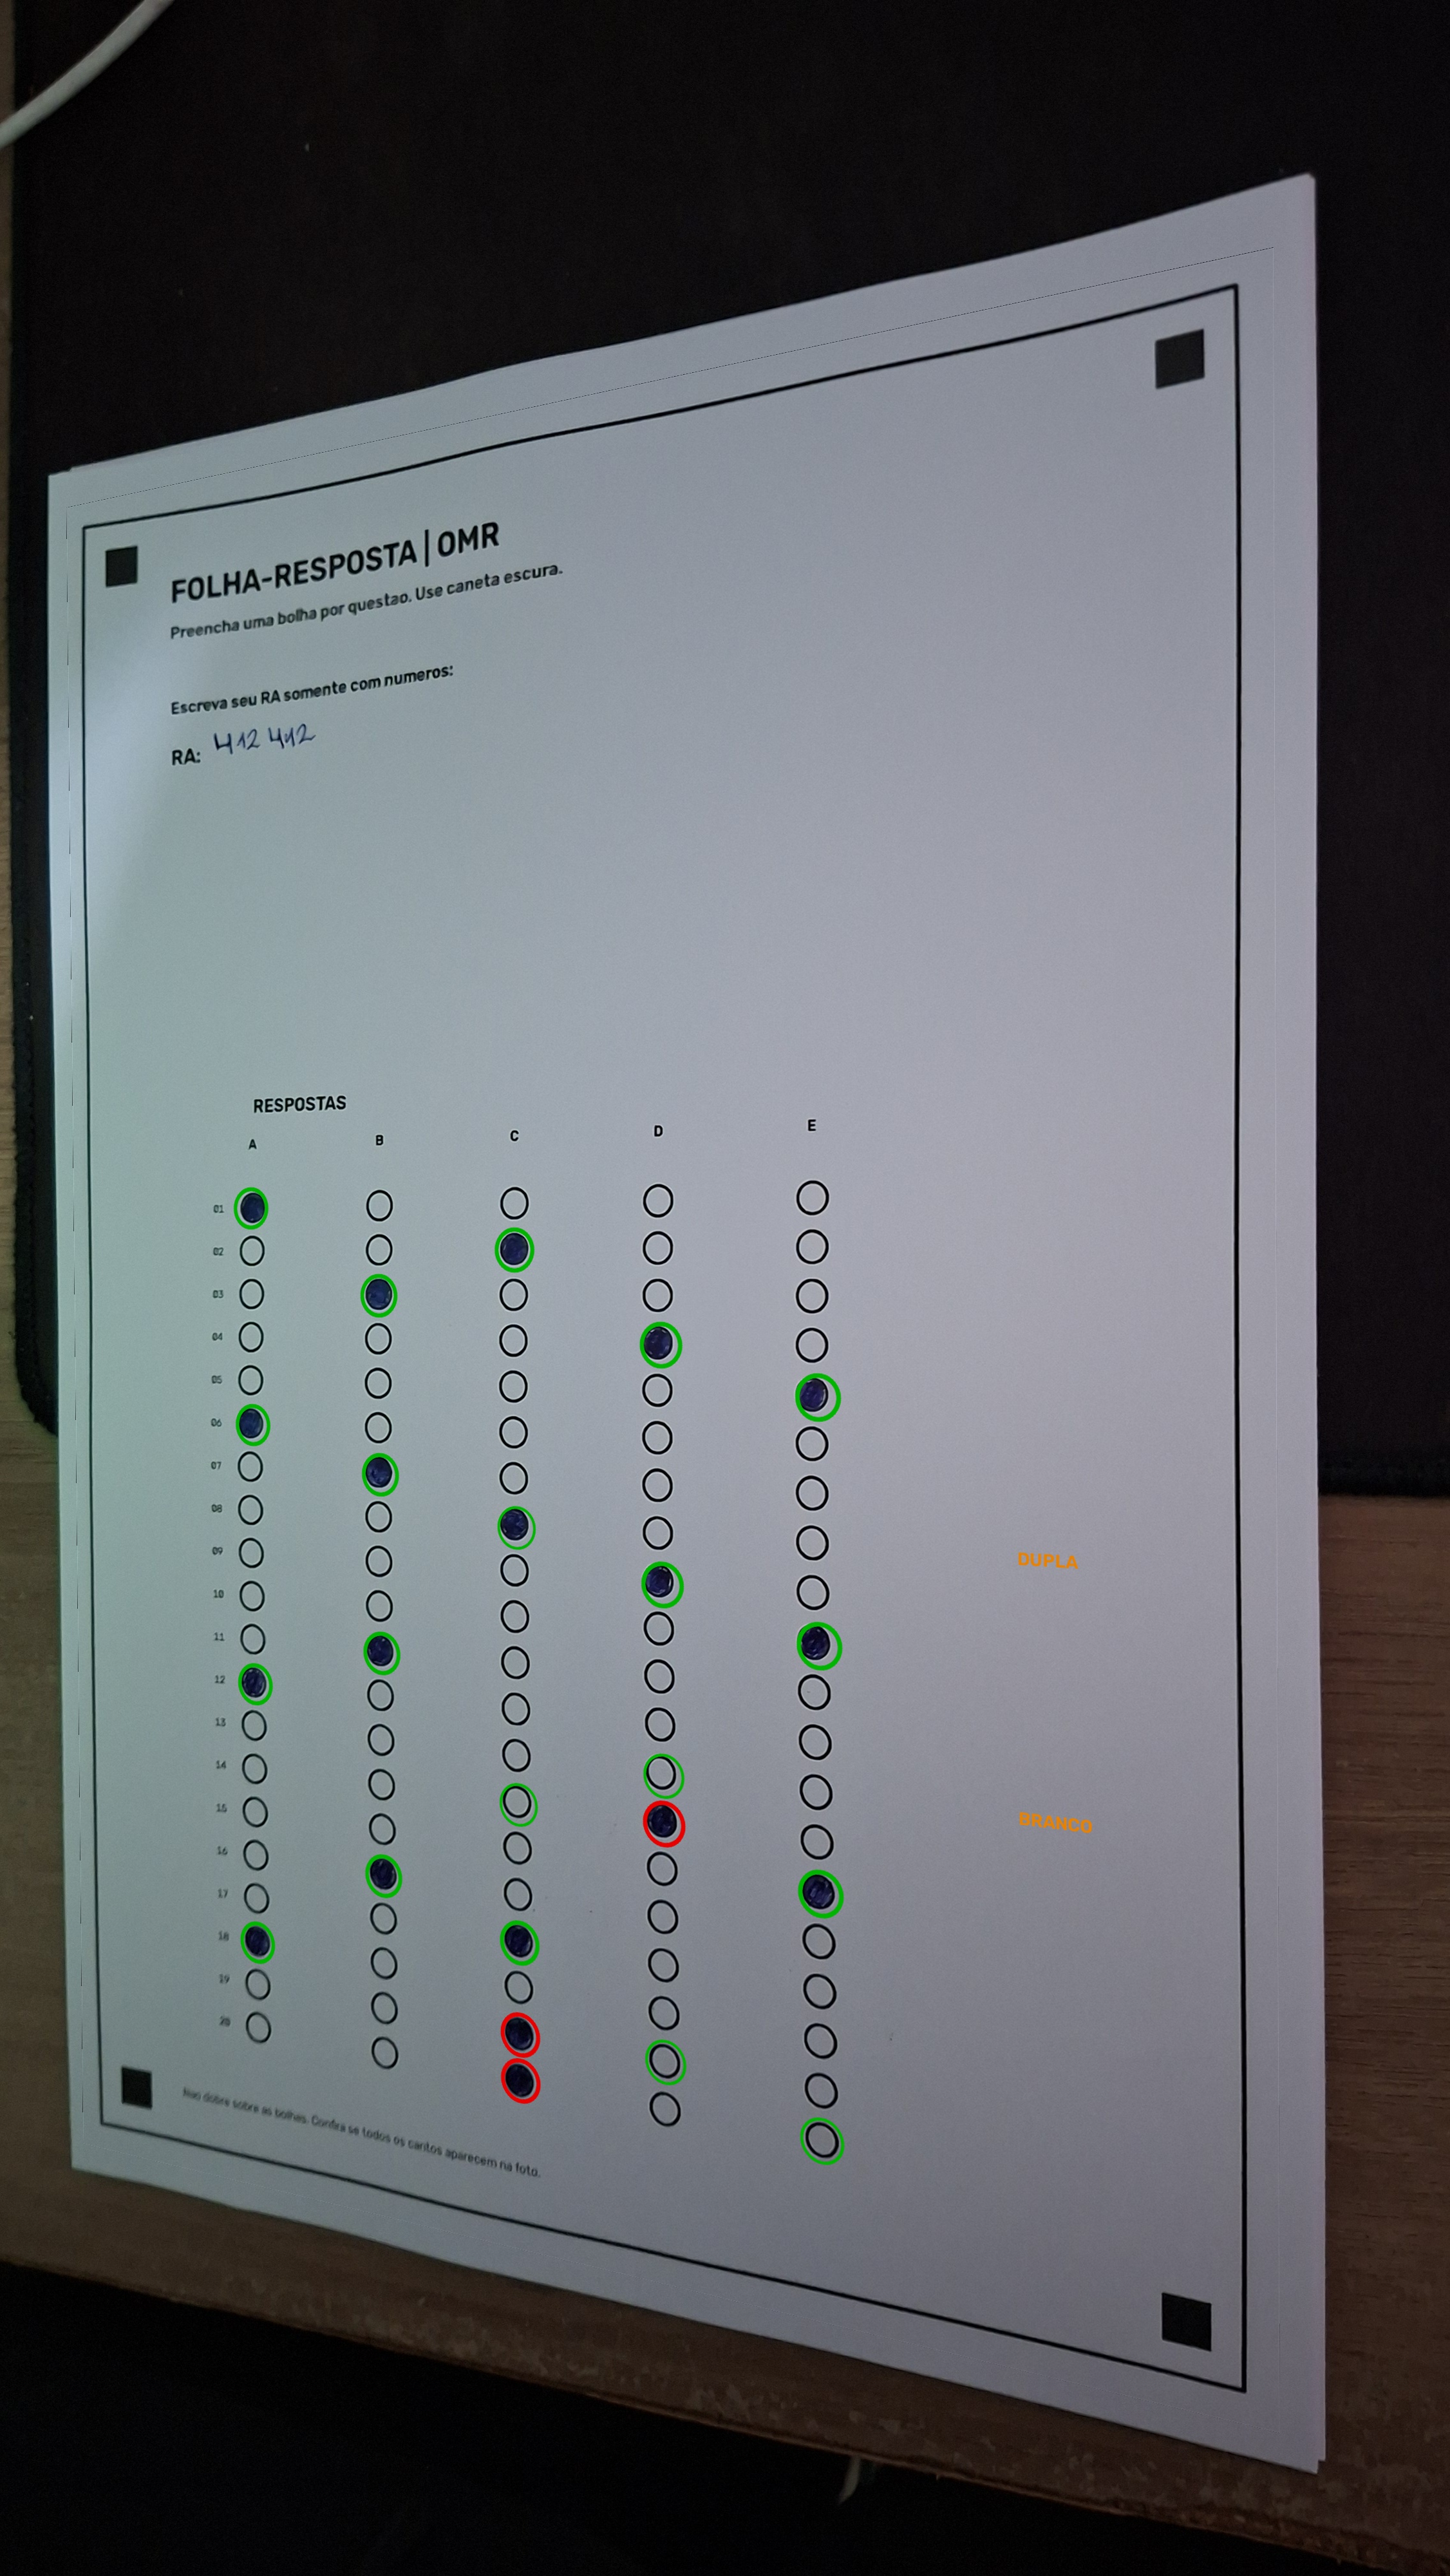 FOLHA-RESPOSTA | OMR
Preencha uma bolha por questao. Use caneta escura.
Escreva seu RA somente com numeros:
RA: 412 412
RESPOSTAS
A B C D E
01
02
03
04
05
06
07
08
09 DUPLA
10
11
12
13
14
15 BRANCO
16
17
18
19
20
Nao dobre sobre as bolhas. Confira se todos os cantos aparecem na foto.